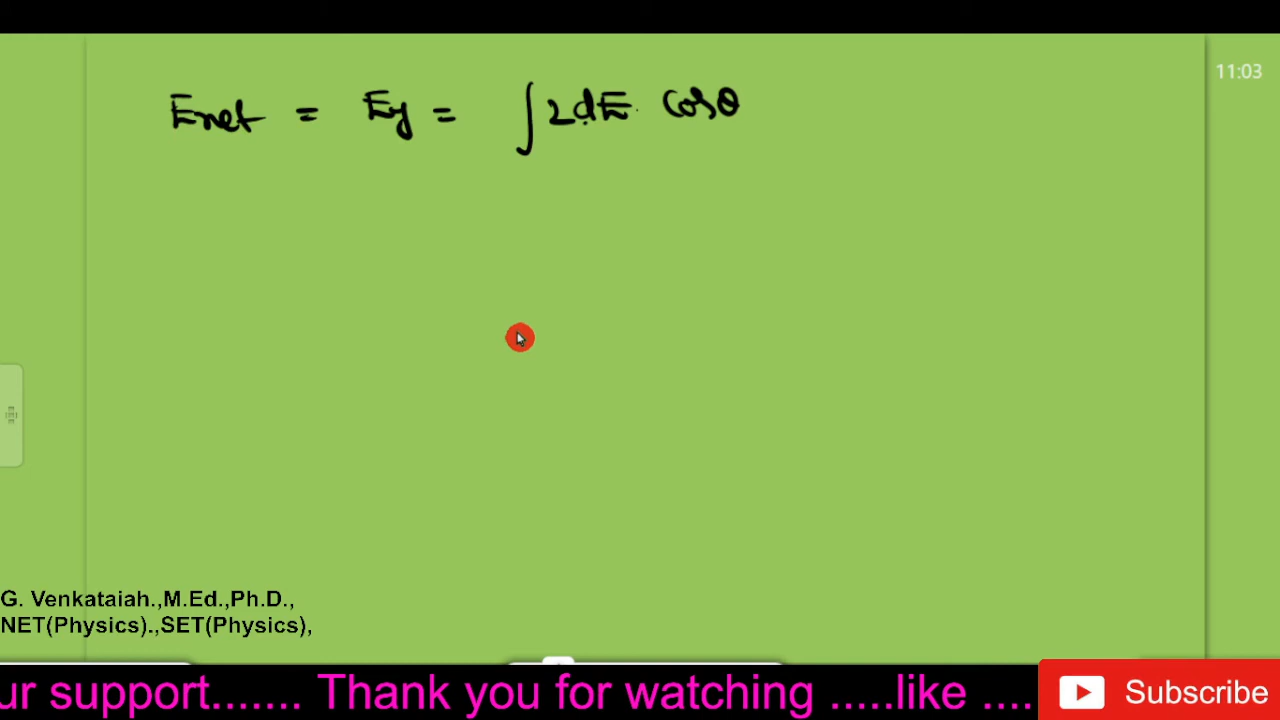 11:03
Enet = Ey = ∫ 2dE. Cosθ
G. Venkataiah.,M.Ed.,Ph.D.,
NET(Physics).,SET(Physics),
ur support....... Thank you for watching .....like ....
Subscribe